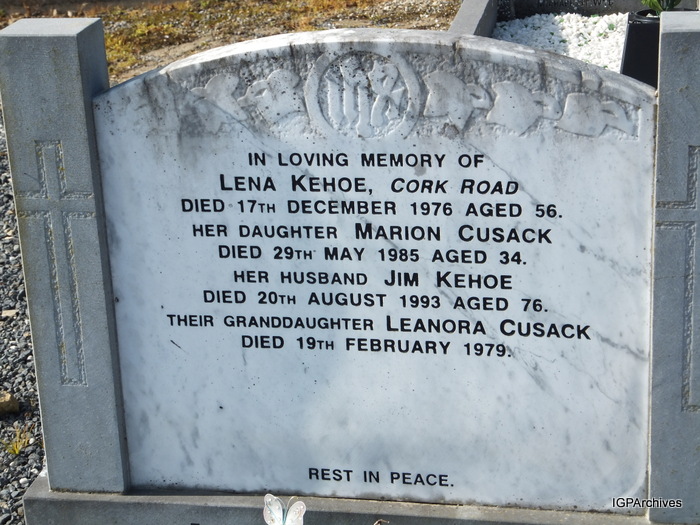 IHS
IN LOVING MEMORY OF
LENA KEHOE, CORK ROAD
DIED 17TH DECEMBER 1976 AGED 56.
HER DAUGHTER MARION CUSACK
DIED 29TH MAY 1985 AGED 34.
HER HUSBAND JIM KEHOE
DIED 20TH AUGUST 1993 AGED 76.
THEIR GRANDDAUGHTER LEANORA CUSACK
DIED 19TH FEBRUARY 1979.
REST IN PEACE.
IGPArchives